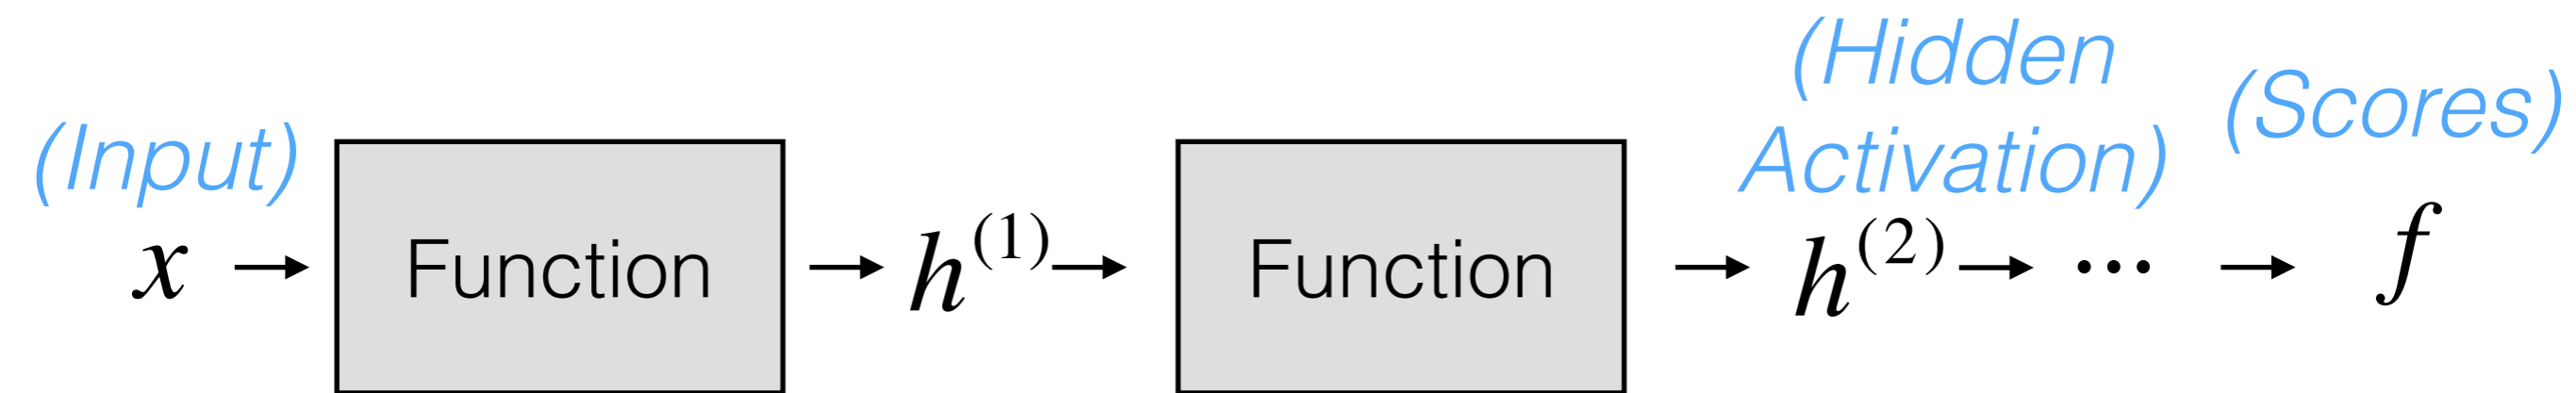 (Input)
(Hidden
Activation)
(Scores)
x → Function → h^(1) → Function → h^(2) → ··· → f